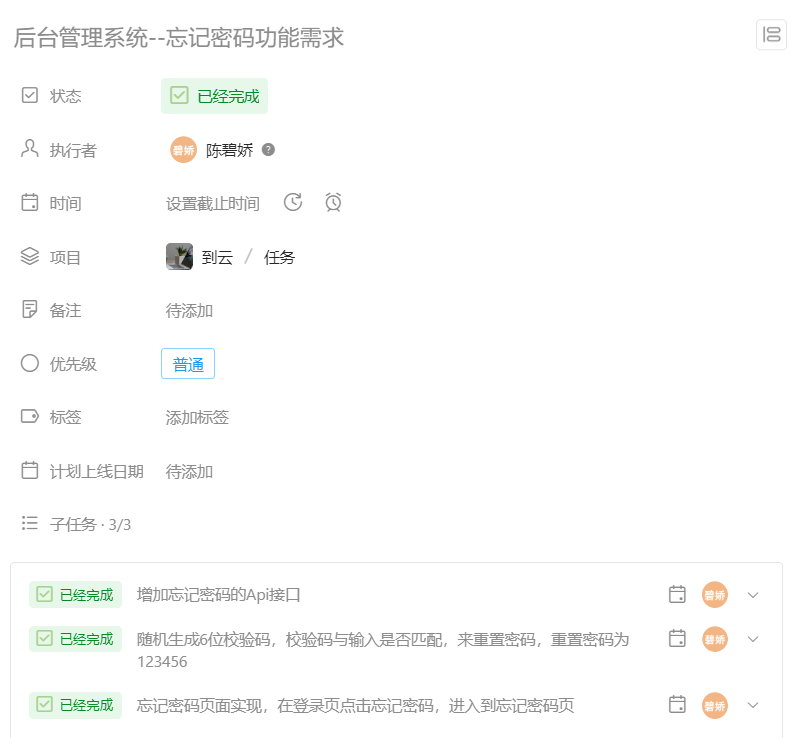 后台管理系统--忘记密码功能需求
状态
已经完成
执行者
碧娇 陈碧娇 ?
时间
设置截止时间
项目
到云 / 任务
备注
待添加
优先级
普通
标签
添加标签
计划上线日期
待添加
子任务 · 3/3
已经完成 增加忘记密码的Api接口 碧娇
已经完成 随机生成6位校验码，校验码与输入是否匹配，来重置密码，重置密码为 碧娇
123456
已经完成 忘记密码页面实现，在登录页点击忘记密码，进入到忘记密码页 碧娇